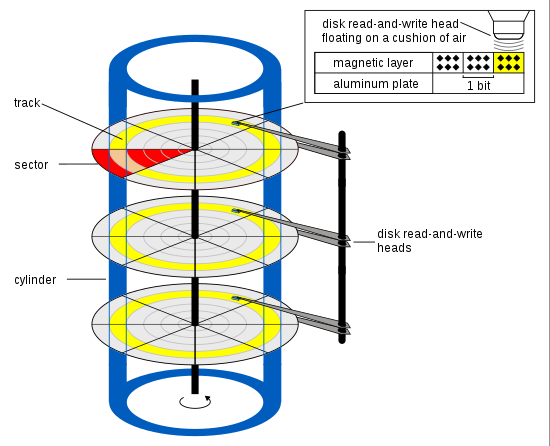 disk read-and-write head
floating on a cushion of air
magnetic layer
aluminum plate
1 bit
track
sector
disk read-and-write
heads
cylinder